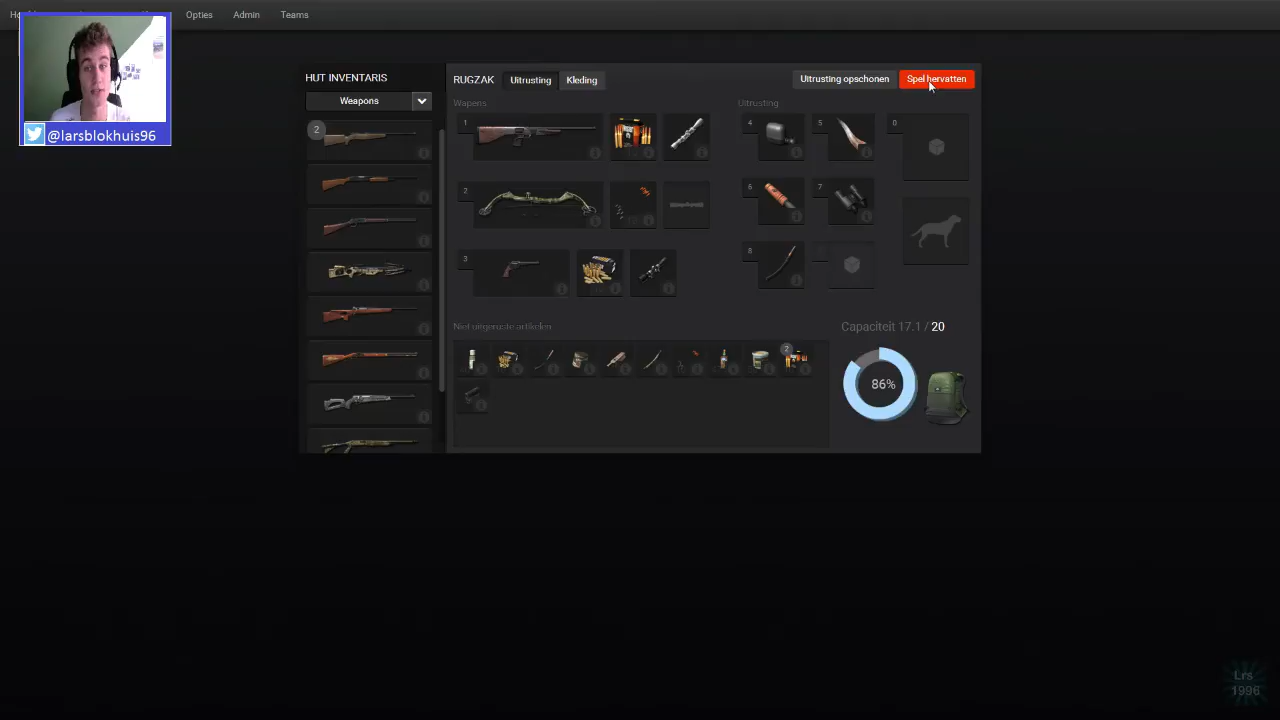 Opties Admin Teams
@larsblokhuis96
HUT INVENTARIS
Weapons
2
RUGZAK Uitrusting Kleding Uitrusting opschonen Spel hervatten
Wapens Uitrusting
1 4 5 0
2 6 7
3 8
Niet uitgeruste artikelen
2
Capaciteit 17.1 / 20
86%
Lrs
1996